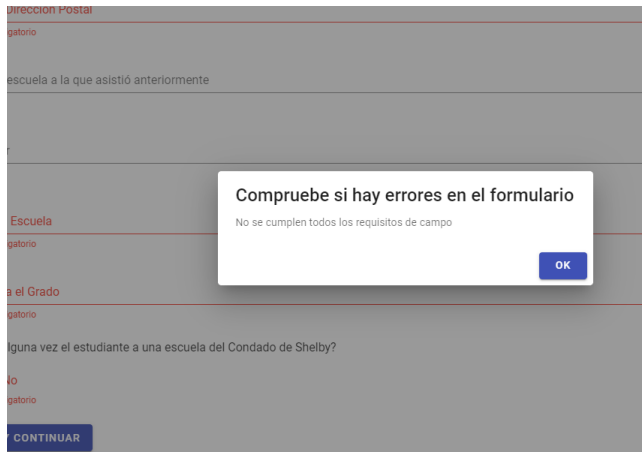 Dirección Postal
gatorio
escuela a la que asistió anteriormente
r
Compruebe si hay errores en el formulario
No se cumplen todos los requisitos de campo
OK
Escuela
gatorio
a el Grado
gatorio
lguna vez el estudiante a una escuela del Condado de Shelby?
No
gatorio
Y CONTINUAR